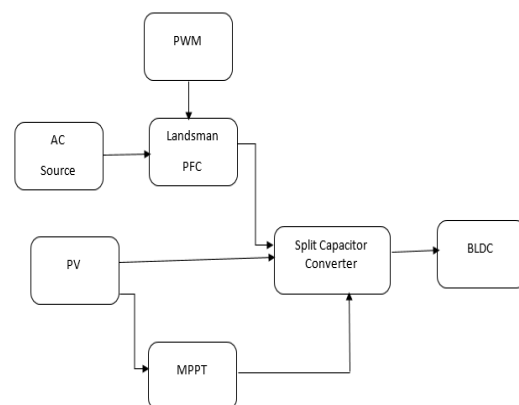 PWM
AC
Source
Landsman
PFC
PV
Split Capacitor
Converter
BLDC
MPPT